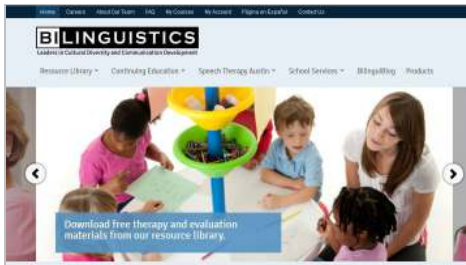 Home Careers About Our Team FAQ My Courses My Account Página en Español Contact Us
BILINGUISTICS
Leaders in Cultural Diversity and Communication Development
Resource Library Continuing Education Speech Therapy Austin School Services BilinguiBlog Products
Download free therapy and evaluation
materials from our resource library.